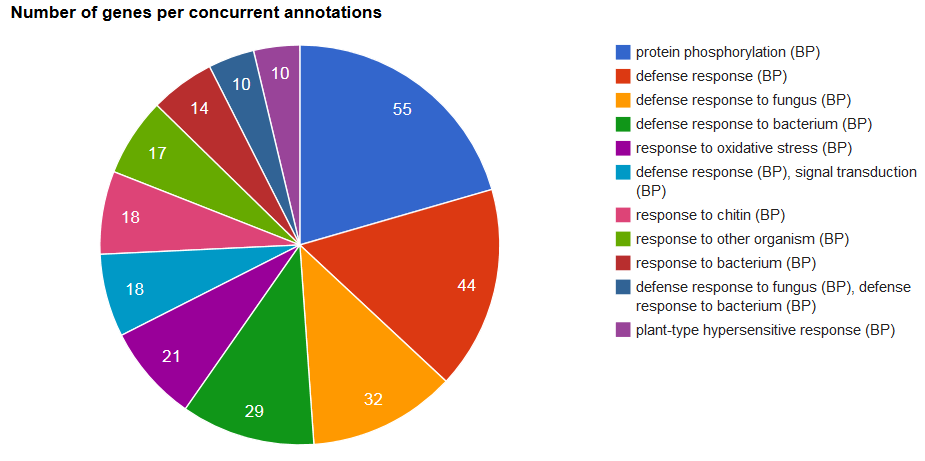 Number of genes per concurrent annotations
55
44
32
29
21
18
18
17
14
10
10
protein phosphorylation (BP)
defense response (BP)
defense response to fungus (BP)
defense response to bacterium (BP)
response to oxidative stress (BP)
defense response (BP), signal transduction
(BP)
response to chitin (BP)
response to other organism (BP)
response to bacterium (BP)
defense response to fungus (BP), defense
response to bacterium (BP)
plant-type hypersensitive response (BP)